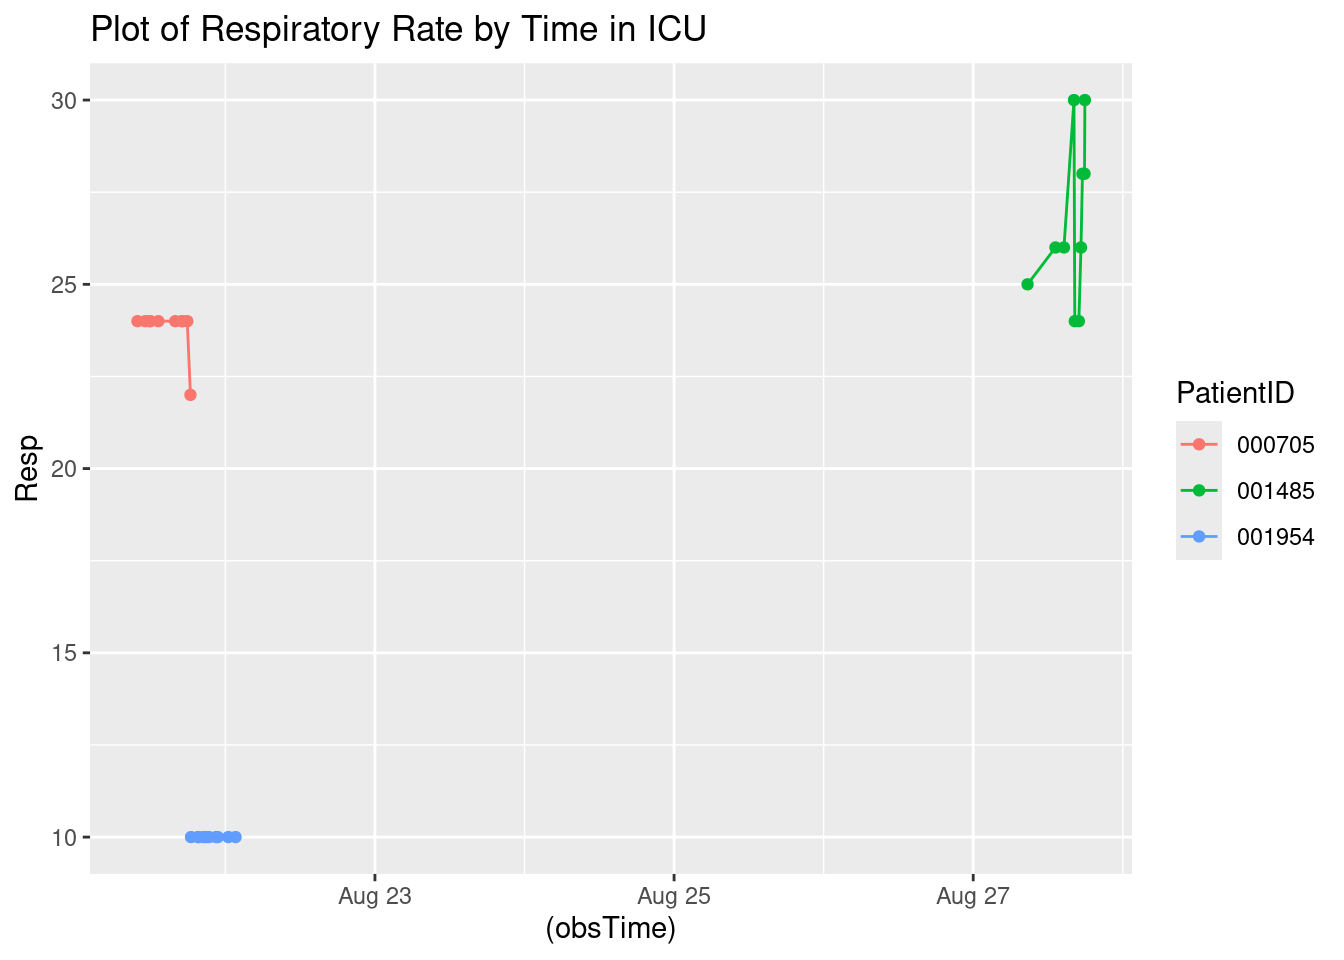 Plot of Respiratory Rate by Time in ICU
30
25
20
15
10
Resp
Aug 23
Aug 25
Aug 27
(obsTime)
PatientID
000705
001485
001954